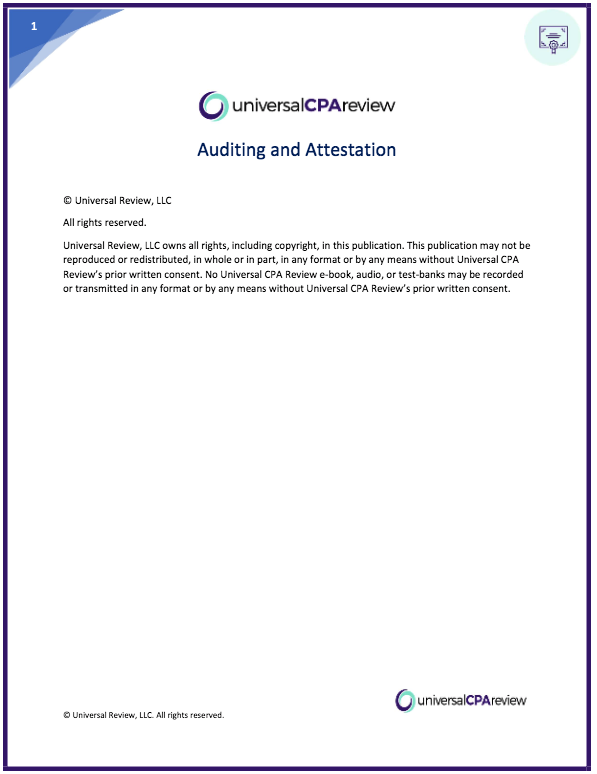 1
universalCPAreview
Auditing and Attestation
© Universal Review, LLC
All rights reserved.
Universal Review, LLC owns all rights, including copyright, in this publication. This publication may not be
reproduced or redistributed, in whole or in part, in any format or by any means without Universal CPA
Review’s prior written consent. No Universal CPA Review e-book, audio, or test-banks may be recorded
or transmitted in any format or by any means without Universal CPA Review’s prior written consent.
universalCPAreview
© Universal Review, LLC. All rights reserved.